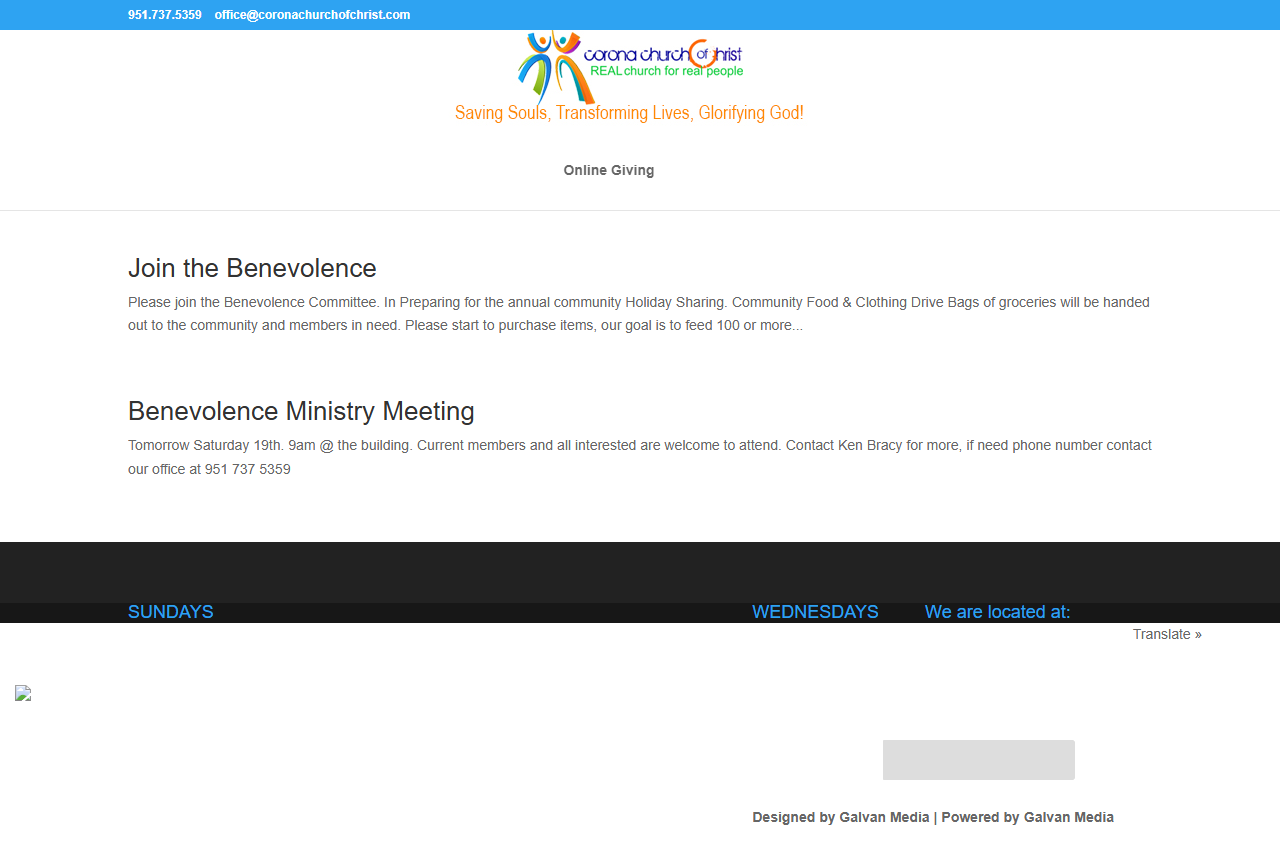 951.737.5359 office@coronachurchofchrist.com
corona church of Christ
REAL church for real people
Saving Souls, Transforming Lives, Glorifying God!
Online Giving
Join the Benevolence
Please join the Benevolence Committee. In Preparing for the annual community Holiday Sharing. Community Food & Clothing Drive Bags of groceries will be handed
out to the community and members in need. Please start to purchase items, our goal is to feed 100 or more...
Benevolence Ministry Meeting
Tomorrow Saturday 19th. 9am @ the building. Current members and all interested are welcome to attend. Contact Ken Bracy for more, if need phone number contact
our office at 951 737 5359
SUNDAYS WEDNESDAYS We are located at:
Translate »
Designed by Galvan Media | Powered by Galvan Media